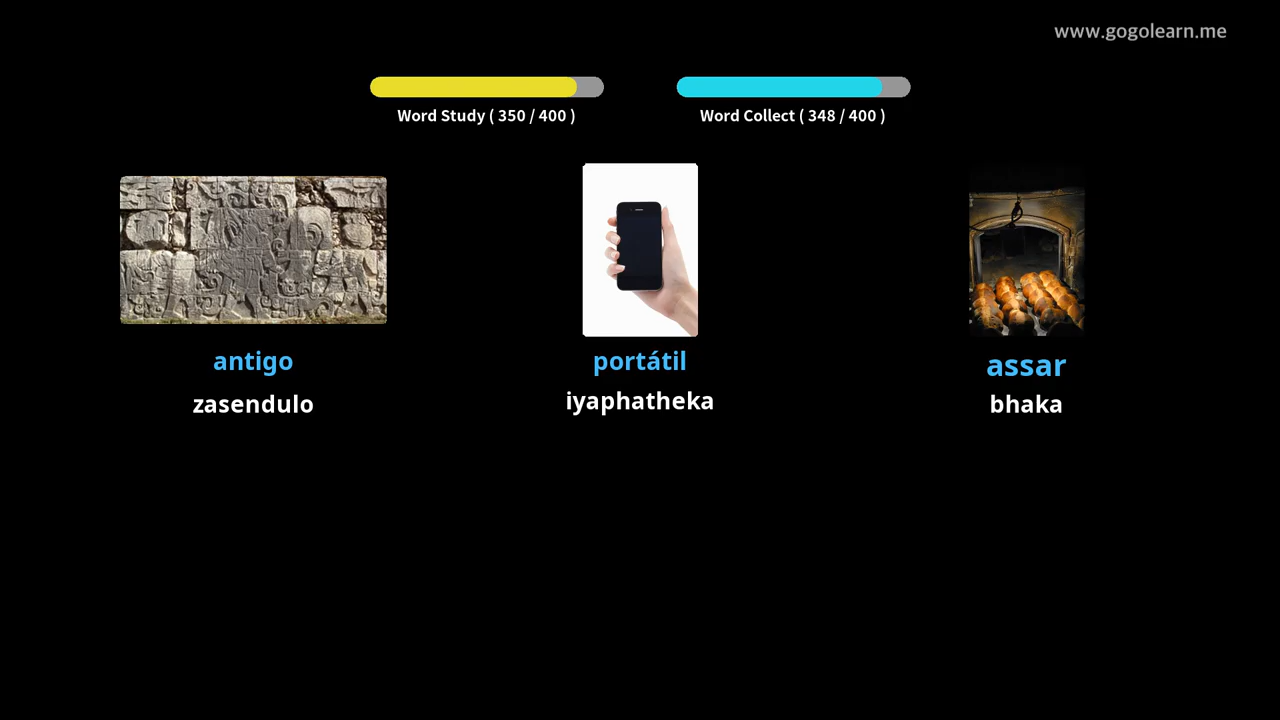 www.gogolearn.me
Word Study ( 350 / 400 )
Word Collect ( 348 / 400 )
antigo
portátil
assar
zasendulo
iyaphatheka
bhaka